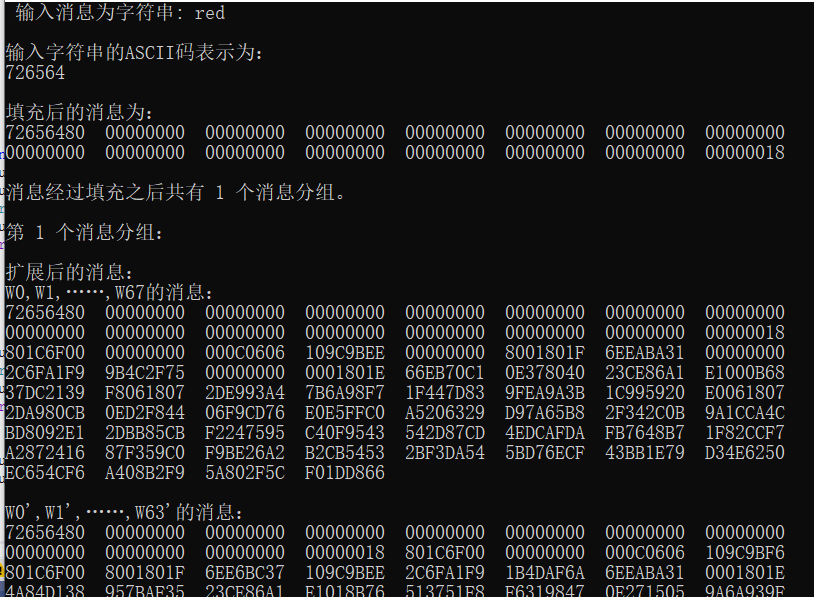 输入消息为字符串: red
输入字符串的ASCII码表示为:
726564
填充后的消息为:
72656480 00000000 00000000 00000000 00000000 00000000 00000000 00000000
00000000 00000000 00000000 00000000 00000000 00000000 00000000 00000018
消息经过填充之后共有 1 个消息分组。
第 1 个消息分组:
扩展后的消息:
W0,W1,……,W67的消息:
72656480 00000000 00000000 00000000 00000000 00000000 00000000 00000000
00000000 00000000 00000000 00000000 00000000 00000000 00000000 00000018
801C6F00 00000000 000C0606 109C9BEE 00000000 8001801F 6EEABA31 00000000
2C6FA1F9 9B4C2F75 00000000 0001801E 66EB70C1 0E378040 23CE86A1 E1000B68
37DC2139 F8061807 2DE993A4 7B6A98F7 1F447D83 9FEA9A3B 1C995920 E0061807
2DA980CB 0ED2F844 06F9CD76 E0E5FFC0 A5206329 D97A65B8 2F342C0B 9A1CCA4C
BD8092E1 2DBB85CB F2247595 C40F9543 542D87CD 4EDCAFDA FB7648B7 1F82CCF7
A2872416 87F359C0 F9BE26A2 B2CB5453 2BF3DA54 5BD76ECF 43BB1E79 D34E6250
EC654CF6 A408B2F9 5A802F5C F01DD866
W0',W1',……,W63'的消息:
72656480 00000000 00000000 00000000 00000000 00000000 00000000 00000000
00000000 00000000 00000000 00000018 801C6F00 00000000 000C0606 109C9BF6
801C6F00 8001801F 6EE6BC37 109C9BEE 2C6FA1F9 1B4DAF6A 6EEABA31 0001801E
4A84D138 957BAF35 23CE86A1 E1018B76 513751F8 F6319847 0E271505 9A6A939F